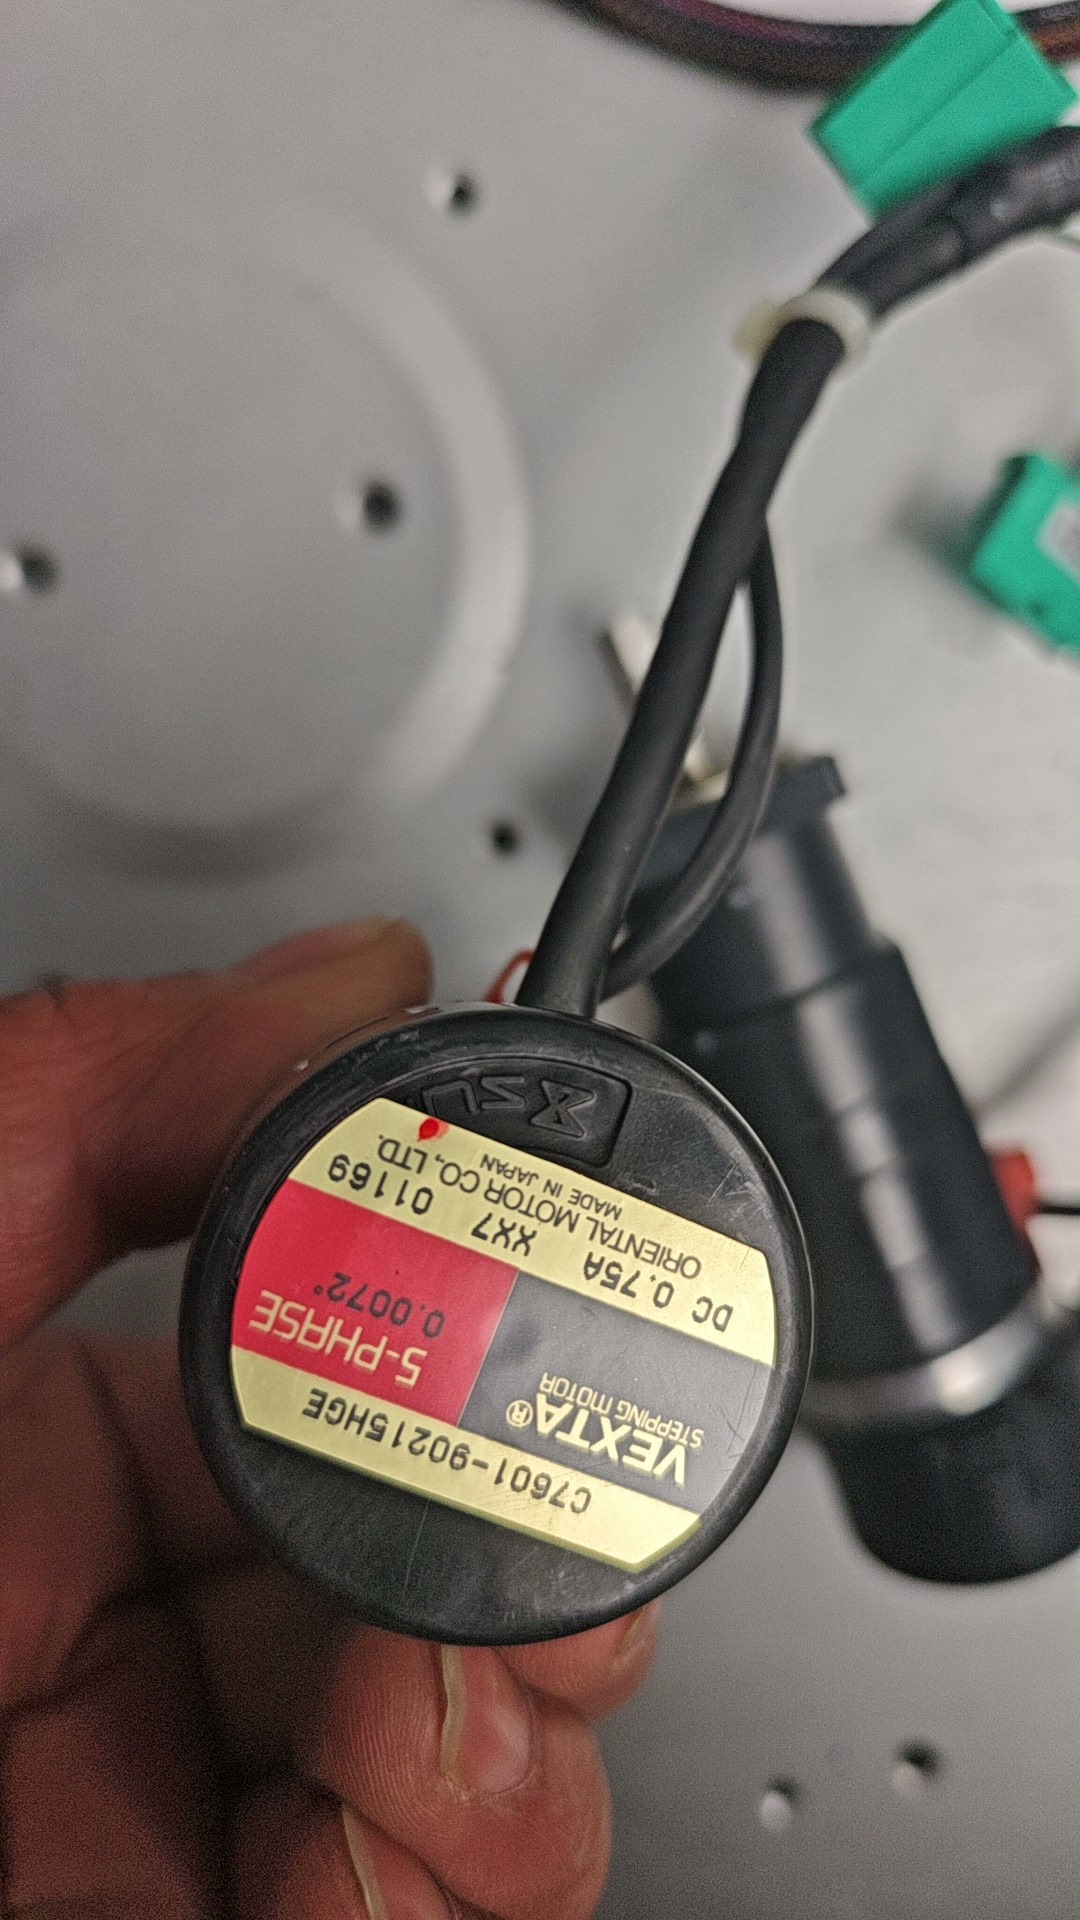 C7601-90215HGE
VEXTA®
STEPPING MOTOR
5-PHASE
0.0072°
DC 0.75A XX7 01169
ORIENTAL MOTOR CO., LTD.
MADE IN JAPAN